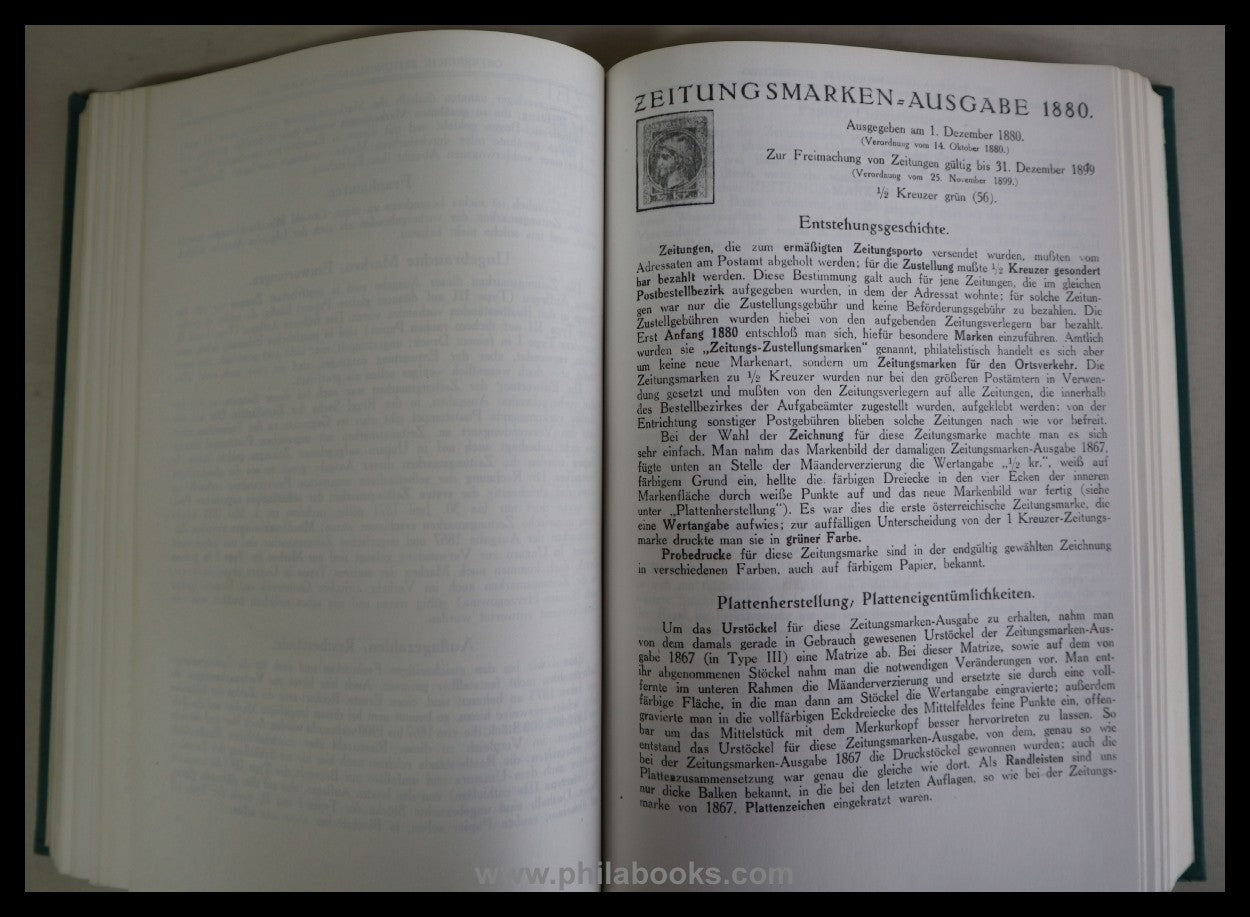 ZEITUNGSMARKEN=AUSGABE 1880.
Ausgegeben am 1. Dezember 1880.
(Verordnung vom 14. Oktober 1880.)
Zur Freimachung von Zeitungen gültig bis 31. Dezember 1899
(Verordnung vom 25. November 1899.)
1/2 Kreuzer grün (56).
Entstehungsgeschichte.
Zeitungen, die zum ermäßigten Zeitungsporto versendet wurden, mußten vom
Adressaten am Postamt abgeholt werden; für die Zustellung mußte 1/2 Kreuzer gesondert
bar bezahlt werden. Diese Bestimmung galt auch für jene Zeitungen, die im gleichen
Postbestellbezirk aufgegeben wurden, in dem der Adressat wohnte; für solche Zeitun-
gen war nur die Zustellungsgebühr und keine Beförderungsgebühr zu bezahlen. Die
Zustellgebühren wurden hiebei von den aufgebenden Zeitungsverlegern bar bezahlt.
Erst Anfang 1880 entschloß man sich, hiefür besondere Marken einzuführen. Amtlich
wurden sie „Zeitungs-Zustellungsmarken" genannt, philatelistisch handelt es sich aber
um keine neue Markenart, sondern um Zeitungsmarken für den Ortsverkehr. Die
Zeitungsmarken zu 1/2 Kreuzer wurden nur bei den größeren Postämtern in Verwen-
dung gesetzt und mußten von den Zeitungsverlegern auf alle Zeitungen, die innerhalb
des Bestellbezirkes der Aufgabeämter zugestellt wurden, aufgeklebt werden; von der
Entrichtung sonstiger Postgebühren blieben solche Zeitungen nach wie vor befreit.
Bei der Wahl der Zeichnung für diese Zeitungsmarke machte man es sich
sehr einfach. Man nahm das Markenbild der damaligen Zeitungsmarken-Ausgabe 1867,
fügte unten an Stelle der Mäanderverzierung die Wertangabe „1/2 kr.", weiß auf
färbigem Grund ein, hellte die färbigen Dreiecke in den vier Ecken der inneren
Markenfläche durch weiße Punkte auf und das neue Markenbild war fertig (siehe
unter „Plattenherstellung"). Es war dies die erste österreichische Zeitungsmarke, die
eine Wertangabe aufwies; zur auffälligen Unterscheidung von der 1 Kreuzer-Zeitungs-
marke druckte man sie in grüner Farbe.
Probedrucke für diese Zeitungsmarke sind in der endgültig gewählten Zeichnung
in verschiedenen Farben, auch auf färbigem Papier, bekannt.
Plattenherstellung, Platteneigentümlichkeiten.
Um das Urstöckel für diese Zeitungsmarken-Ausgabe zu erhalten, nahm man
von dem damals gerade in Gebrauch gewesenen Urstöckel der Zeitungsmarken-Aus-
gabe 1867 (in Type III) eine Matrize ab. Bei dieser Matrize, sowie auf dem von
ihr abgenommenen Stöckel nahm man die notwendigen Veränderungen vor. Man ent-
fernte im unteren Rahmen die Mäanderverzierung und ersetzte sie durch eine voll-
färbige Fläche, in die man dann am Stöckel die Wertangabe eingravierte; außerdem
gravierte man in die vollfärbigen Eckdreiecke des Mittelfeldes feine Punkte ein, offen-
bar um das Mittelstück mit dem Merkurkopf besser hervortreten zu lassen. So
entstand das Urstöckel für diese Zeitungsmarken-Ausgabe, von dem, genau so wie
bei der Zeitungsmarken-Ausgabe 1867 die Druckstöckel gewonnen wurden; auch die
Plattenzusammensetzung war genau die gleiche wie dort. Als Randleisten sind uns
nur dicke Balken bekannt, in die bei den letzten Auflagen, so wie bei der Zeitungs-
marke von 1867, Plattenzeichen eingekratzt waren.
www.philabooks.com